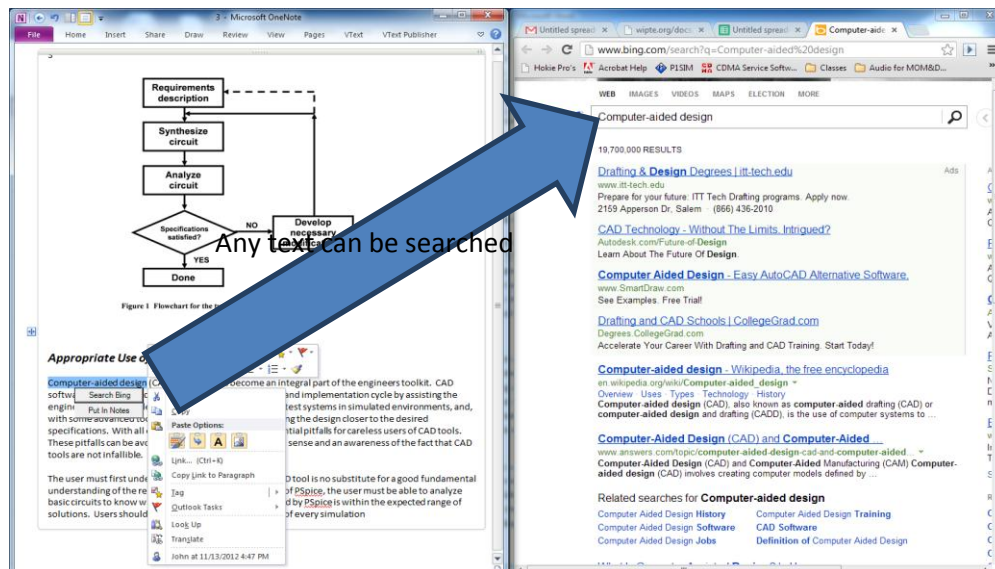 3 - Microsoft OneNote
File Home Insert Share Draw Review View Pages VText VText Publisher
Requirements
description
Synthesize
circuit
Analyze
circuit
Specifications
satisfied?
NO
Develop
necessary
YES
Done
Any text can be searched
Figure 1 Flowchart for the
Appropriate Use
Computer-aided design
become an integral part of the engineers toolkit. CAD
and implementation cycle by assisting the
test systems in simulated environments, and,
with some advanced
the design closer to the desired
specifications. With all
pitfalls for careless users of CAD tools.
These pitfalls can be
sense and an awareness of the fact that CAD
tools are not infallible.
The user must first
tool is no substitute for a good fundamental
understanding of the
of PSpice, the user must be able to analyze
basic circuits to know
by PSpice is within the expected range of
solutions. Users should
of every simulation
Search Bing
Put In Notes
Copy
Paste Options:
A
Link... (Ctrl+K)
Copy Link to Paragraph
Tag
Outlook Tasks
Look Up
Translate
John at 11/13/2012 4:47 PM
Untitled spread wipte.org/docs Untitled spread Computer-aide
www.bing.com/search?q=Computer-aided%20design
Hokie Pro's Acrobat Help P1SIM CDMA Service Softw... Classes Audio for MOM&D...
WEB IMAGES VIDEOS MAPS ELECTION MORE
Computer-aided design
19,700,000 RESULTS
Drafting & Design Degrees | itt-tech.edu
Ads
www.itt-tech.edu
Prepare for your future: ITT Tech Drafting programs. Apply now.
2159 Apperson Dr, Salem · (866) 436-2010
CAD Technology - Without The Limits. Intrigued?
Autodesk.com/Future-of-Design
Learn About The Future Of Design.
Computer Aided Design - Easy AutoCAD Alternative Software.
www.SmartDraw.com
See Examples. Free Trial!
Drafting and CAD Schools | CollegeGrad.com
Degrees.CollegeGrad.com
Accelerate Your Career With Drafting and CAD Training. Start Today!
Computer-aided design - Wikipedia, the free encyclopedia
en.wikipedia.org/wiki/Computer-aided_design
Overview · Uses · Types · Technology · History
Computer-aided design (CAD), also known as computer-aided drafting (CAD) or
computer-aided design and drafting (CADD), is the use of computer systems to ...
Computer-Aided Design (CAD) and Computer-Aided ...
www.answers.com/topic/computer-aided-design-cad-and-computer-aided...
Computer-Aided Design (CAD) and Computer-Aided Manufacturing (CAM) Computer-
aided design (CAD) involves creating computer models defined by ...
Related searches for Computer-aided design
Computer Aided Design History Computer Aided Design Training
Computer Aided Design Software CAD Software
Computer Aided Design Jobs Definition of Computer Aided Design